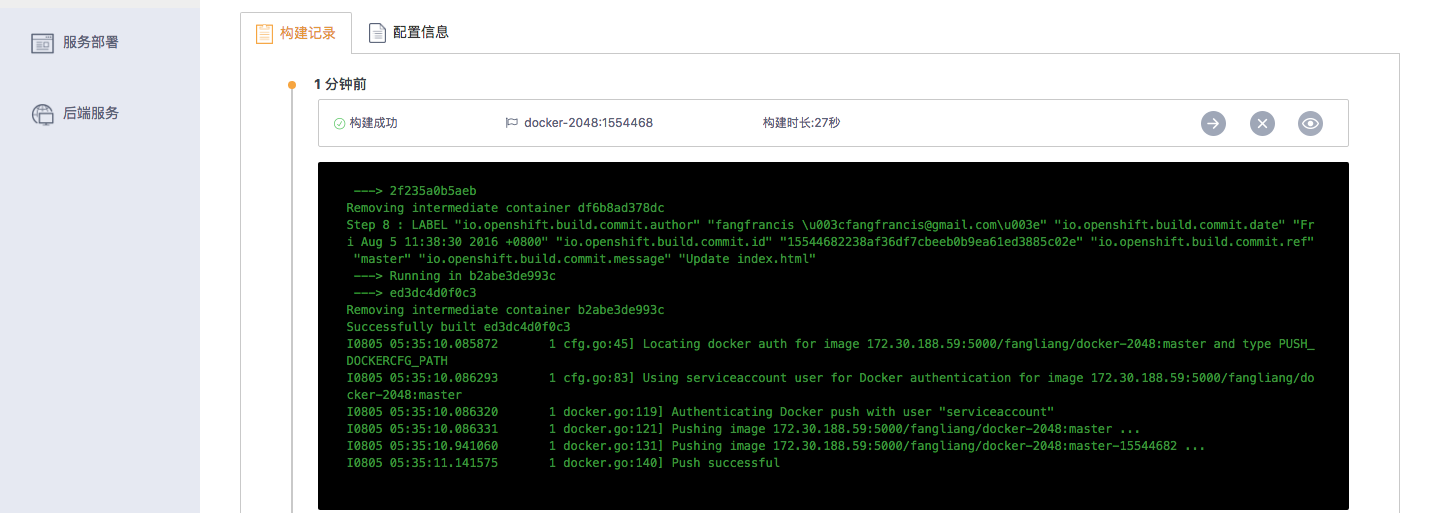 服务部署
后端服务
构建记录
配置信息
1 分钟前
构建成功
docker-2048:1554468
构建时长:27秒
---> 2f235a0b5aeb
Removing intermediate container df6b8ad378dc
Step 8 : LABEL "io.openshift.build.commit.author" "fangfrancis \u003cfangfrancis@gmail.com\u003e" "io.openshift.build.commit.date" "Fr
i Aug 5 11:38:30 2016 +0800" "io.openshift.build.commit.id" "15544682238af36df7cbeeb0b9ea61ed3885c02e" "io.openshift.build.commit.ref"
"master" "io.openshift.build.commit.message" "Update index.html"
---> Running in b2abe3de993c
---> ed3dc4d0f0c3
Removing intermediate container b2abe3de993c
Successfully built ed3dc4d0f0c3
I0805 05:35:10.085872 1 cfg.go:45] Locating docker auth for image 172.30.188.59:5000/fangliang/docker-2048:master and type PUSH_
DOCKERCFG_PATH
I0805 05:35:10.086293 1 cfg.go:83] Using serviceaccount user for Docker authentication for image 172.30.188.59:5000/fangliang/do
cker-2048:master
I0805 05:35:10.086320 1 docker.go:119] Authenticating Docker push with user "serviceaccount"
I0805 05:35:10.086331 1 docker.go:121] Pushing image 172.30.188.59:5000/fangliang/docker-2048:master ...
I0805 05:35:10.941060 1 docker.go:131] Pushing image 172.30.188.59:5000/fangliang/docker-2048:master-15544682 ...
I0805 05:35:11.141575 1 docker.go:140] Push successful